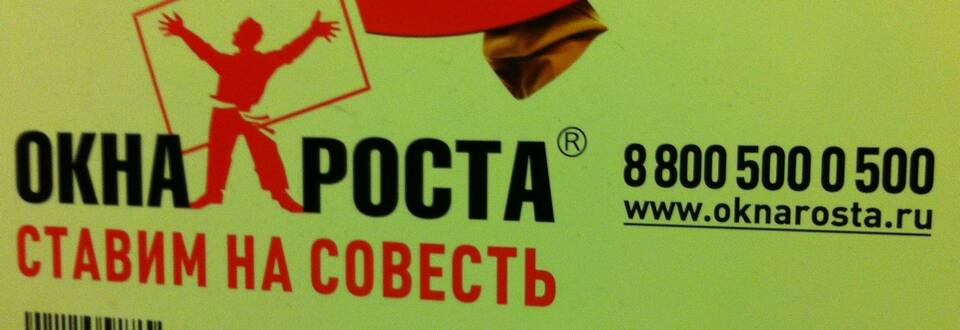 ОКНА РОСТА®
СТАВИМ НА СОВЕСТЬ
8 800 500 0 500
www.oknarosta.ru